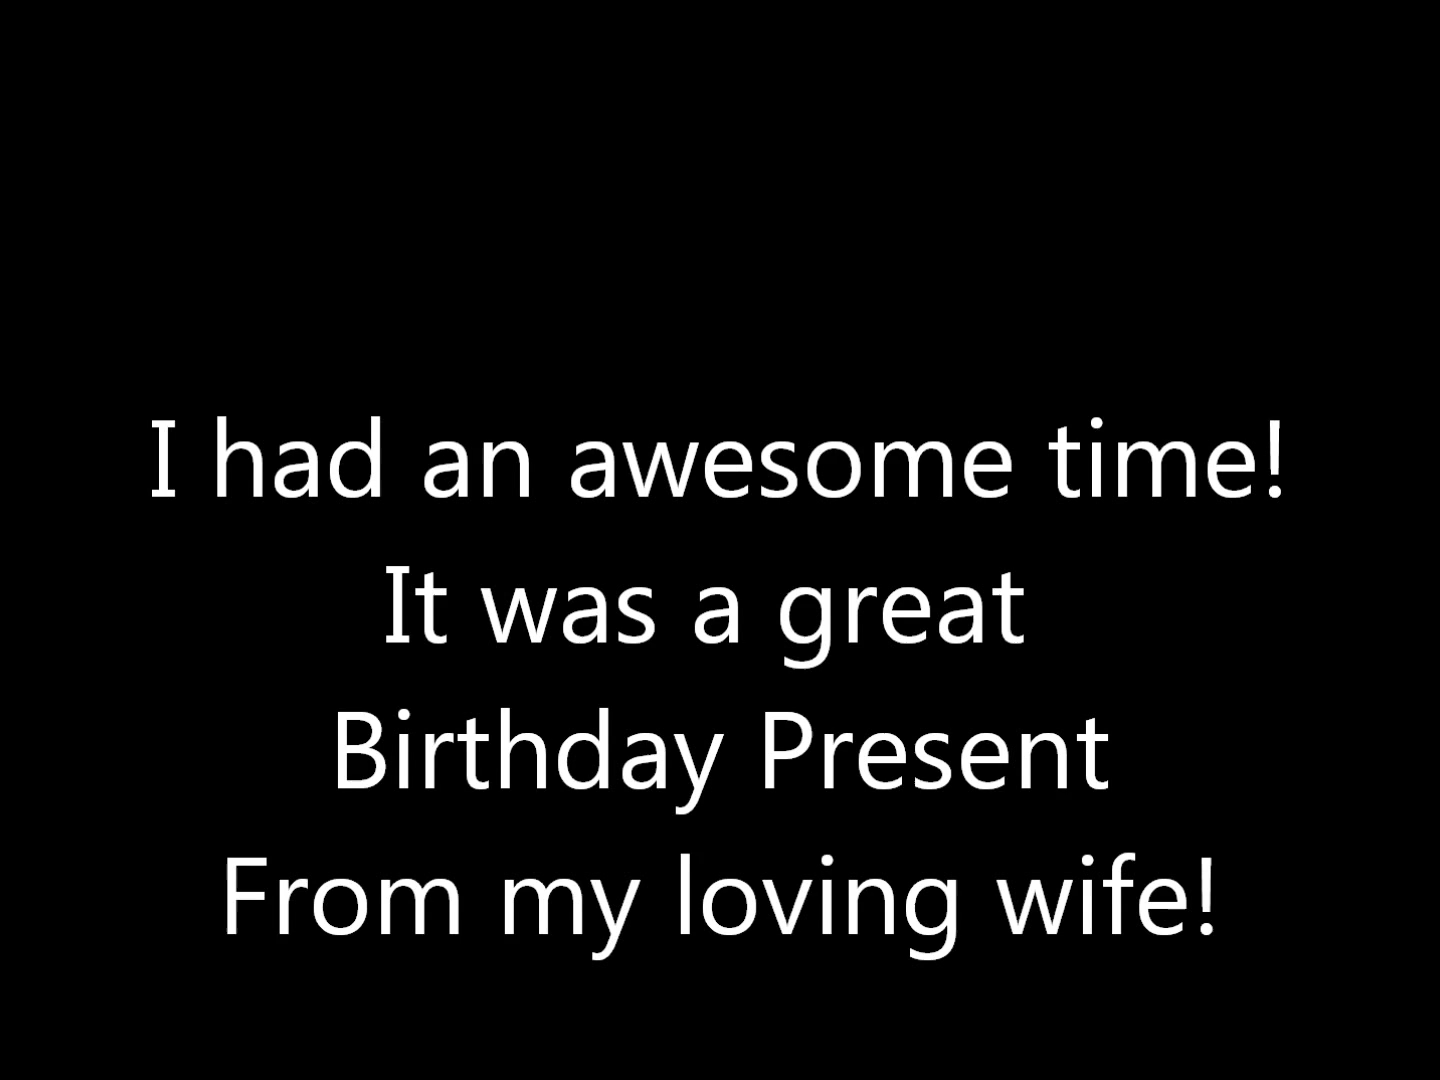 I had an awesome time!
It was a great
Birthday Present
From my loving wife!